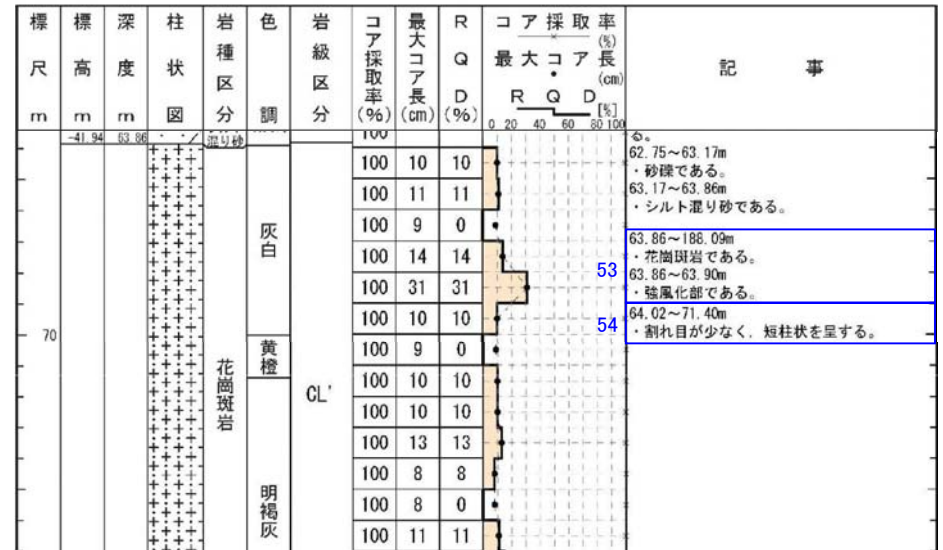 標尺 m
標高 m
深度 m
柱状図
岩種区分
色調
岩級区分
コア採取率(%)
最大コア長(cm)
RQD(%)
コア採取率(%)
最大コア長(cm)
RQD[%]
0 20 40 60 80 100
記事
-41.94 63.86 混り砂 100 る。
100 10 10
100 11 11
100 9 0
100 14 14
100 31 31
100 10 10
100 9 0
100 10 10
100 10 10
100 13 13
100 8 8
100 8 0
100 11 11
70
花崗斑岩
灰白
黄橙
明褐灰
CL'
62.75～63.17m
・砂礫である。
63.17～63.86m
・シルト混り砂である。
53
63.86～188.09m
・花崗斑岩である。
63.86～63.90m
・強風化部である。
54
64.02～71.40m
・割れ目が少なく、短柱状を呈する。